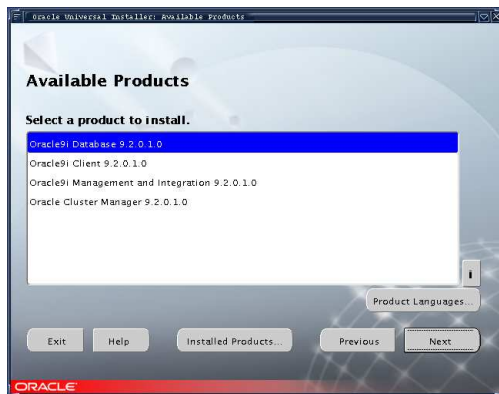 Oracle Universal Installer: Available Products
Available Products
Select a product to install.
Oracle9i Database 9.2.0.1.0
Oracle9i Client 9.2.0.1.0
Oracle9i Management and Integration 9.2.0.1.0
Oracle Cluster Manager 9.2.0.1.0
i
Product Languages...
Exit
Help
Installed Products...
Previous
Next
ORACLE